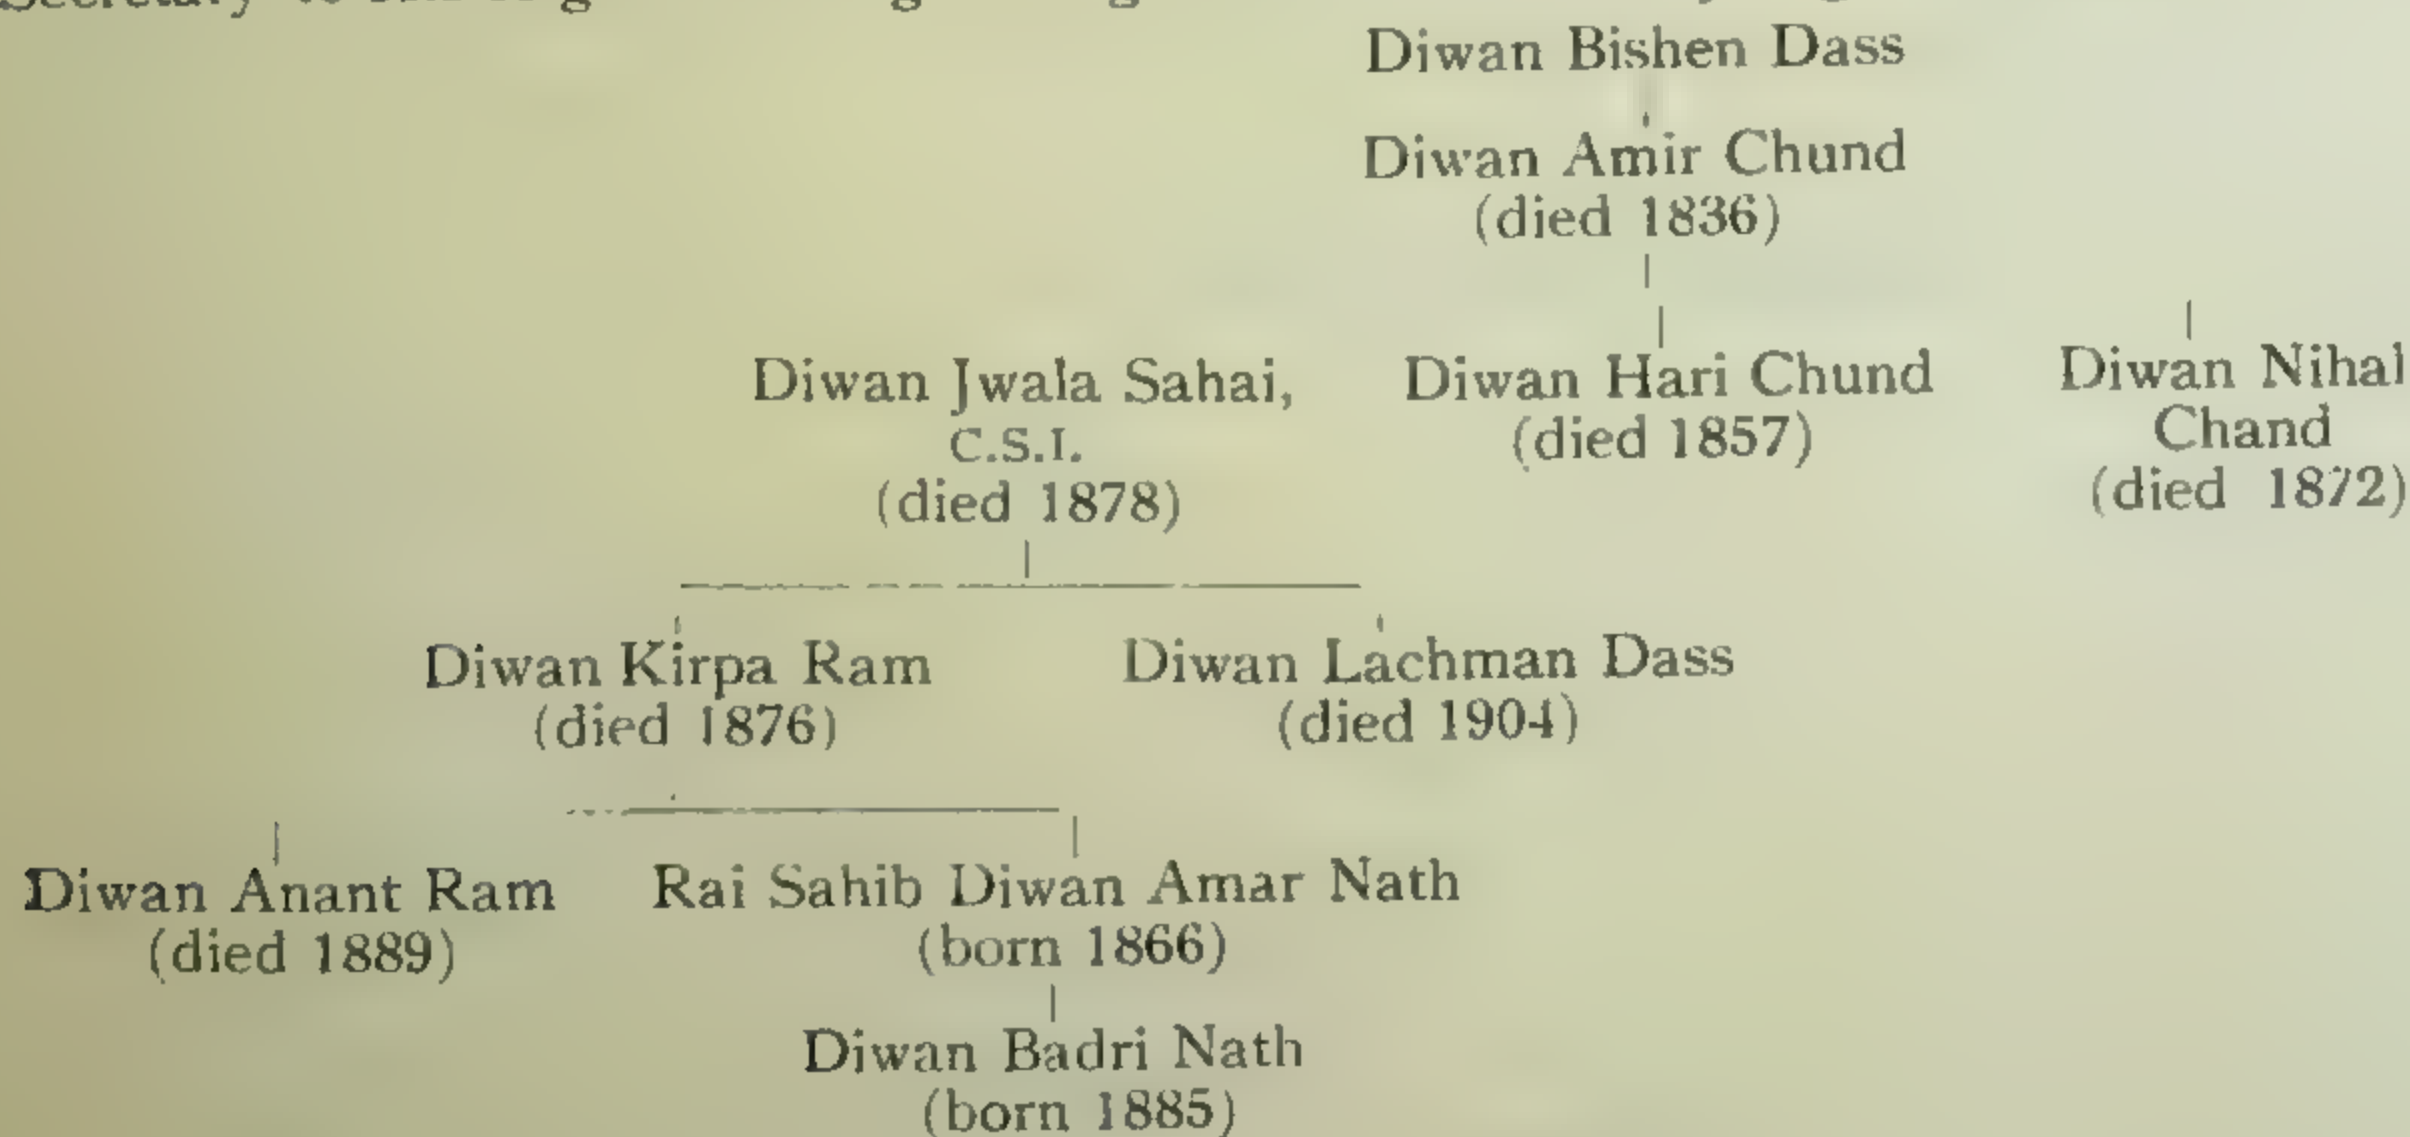 Diwan Bishen Dass
Diwan Amir Chund
(died 1836)
Diwan Jwala Sahai,
C.S.I.
(died 1878)
Diwan Hari Chund
(died 1857)
Diwan Nihal
Chand
(died 1872)
Diwan Kirpa Ram
(died 1876)
Diwan Lachman Dass
(died 1904)
Diwan Anant Ram
(died 1889)
Rai Sahib Diwan Amar Nath
(born 1866)
Diwan Badri Nath
(born 1885)